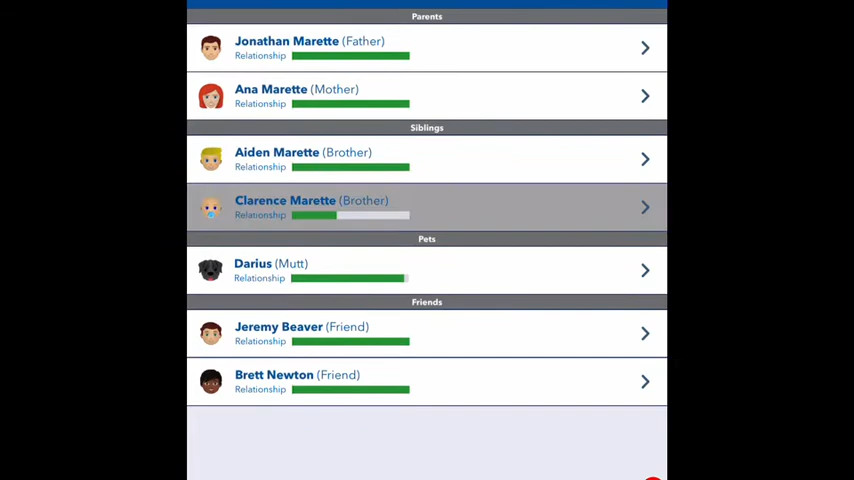 Parents
Jonathan Marette (Father)
Relationship
Ana Marette (Mother)
Relationship
Siblings
Aiden Marette (Brother)
Relationship
Clarence Marette (Brother)
Relationship
Pets
Darius (Mutt)
Relationship
Friends
Jeremy Beaver (Friend)
Relationship
Brett Newton (Friend)
Relationship